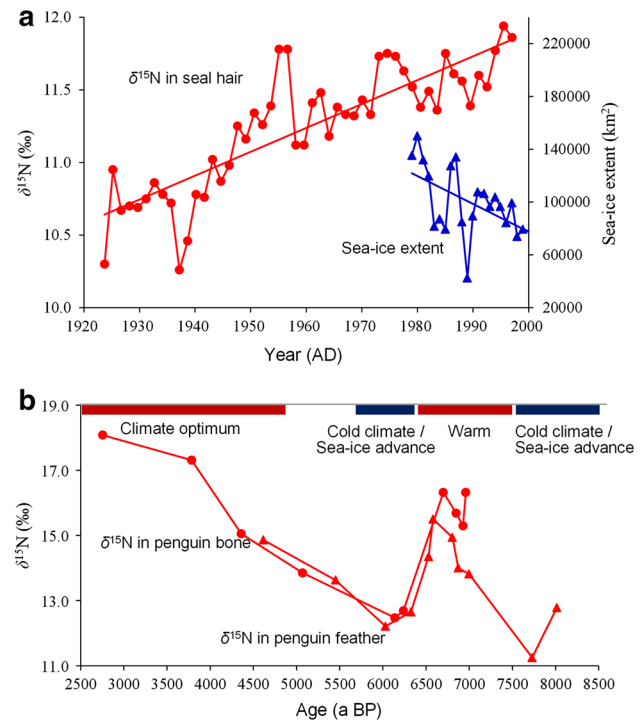 a
12.0
11.5
11.0
10.5
10.0
δ¹⁵N (‰)
δ¹⁵N in seal hair
Sea-ice extent
220000
180000
140000
100000
60000
20000
Sea-ice extent (km²)
1920 1930 1940 1950 1960 1970 1980 1990 2000
Year (AD)
b
19.0
17.0
15.0
13.0
11.0
δ¹⁵N (‰)
Climate optimum
Cold climate /
Sea-ice advance
Warm
Cold climate /
Sea-ice advance
δ¹⁵N in penguin bone
δ¹⁵N in penguin feather
2500 3000 4000 4500 5000 5500 6000 6500 7000 7500 8000 8500
Age (a BP)